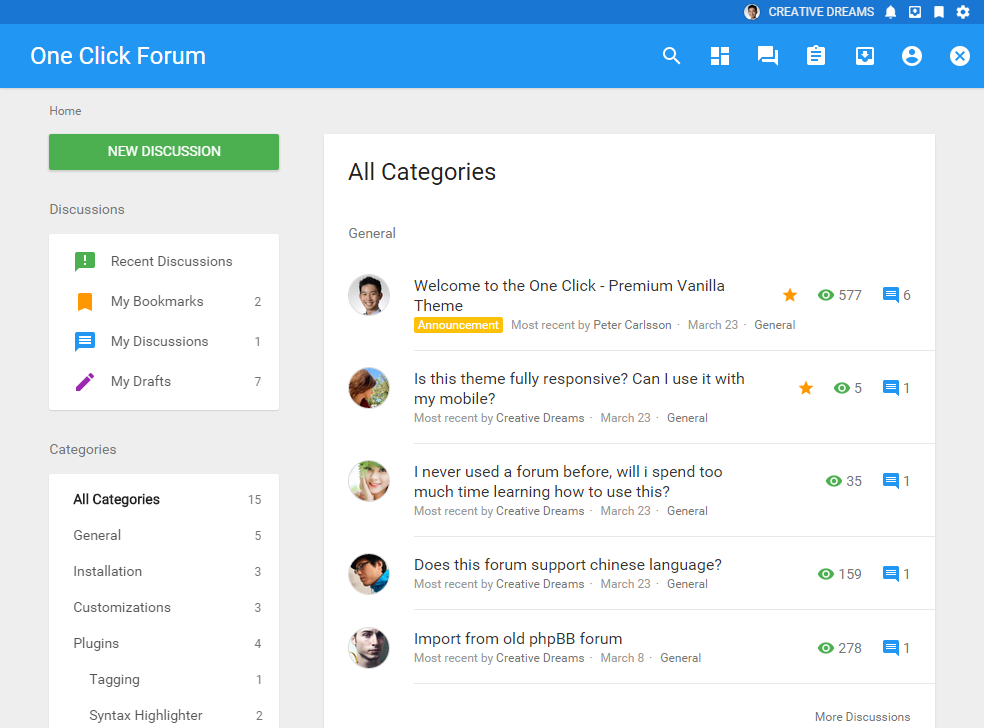 CREATIVE DREAMS
One Click Forum
Home
NEW DISCUSSION
Discussions
Recent Discussions
My Bookmarks 2
My Discussions 1
My Drafts 7
Categories
All Categories 15
General 5
Installation 3
Customizations 3
Plugins 4
Tagging 1
Syntax Highlighter 2
All Categories
General
Welcome to the One Click - Premium Vanilla
Theme
577 6
Announcement Most recent by Peter Carlsson · March 23 · General
Is this theme fully responsive? Can I use it with
my mobile?
5 1
Most recent by Creative Dreams · March 23 · General
I never used a forum before, will i spend too
much time learning how to use this?
35 1
Most recent by Creative Dreams · March 23 · General
Does this forum support chinese language?
159 1
Most recent by Creative Dreams · March 23 · General
Import from old phpBB forum
278 1
Most recent by Creative Dreams · March 8 · General
More Discussions